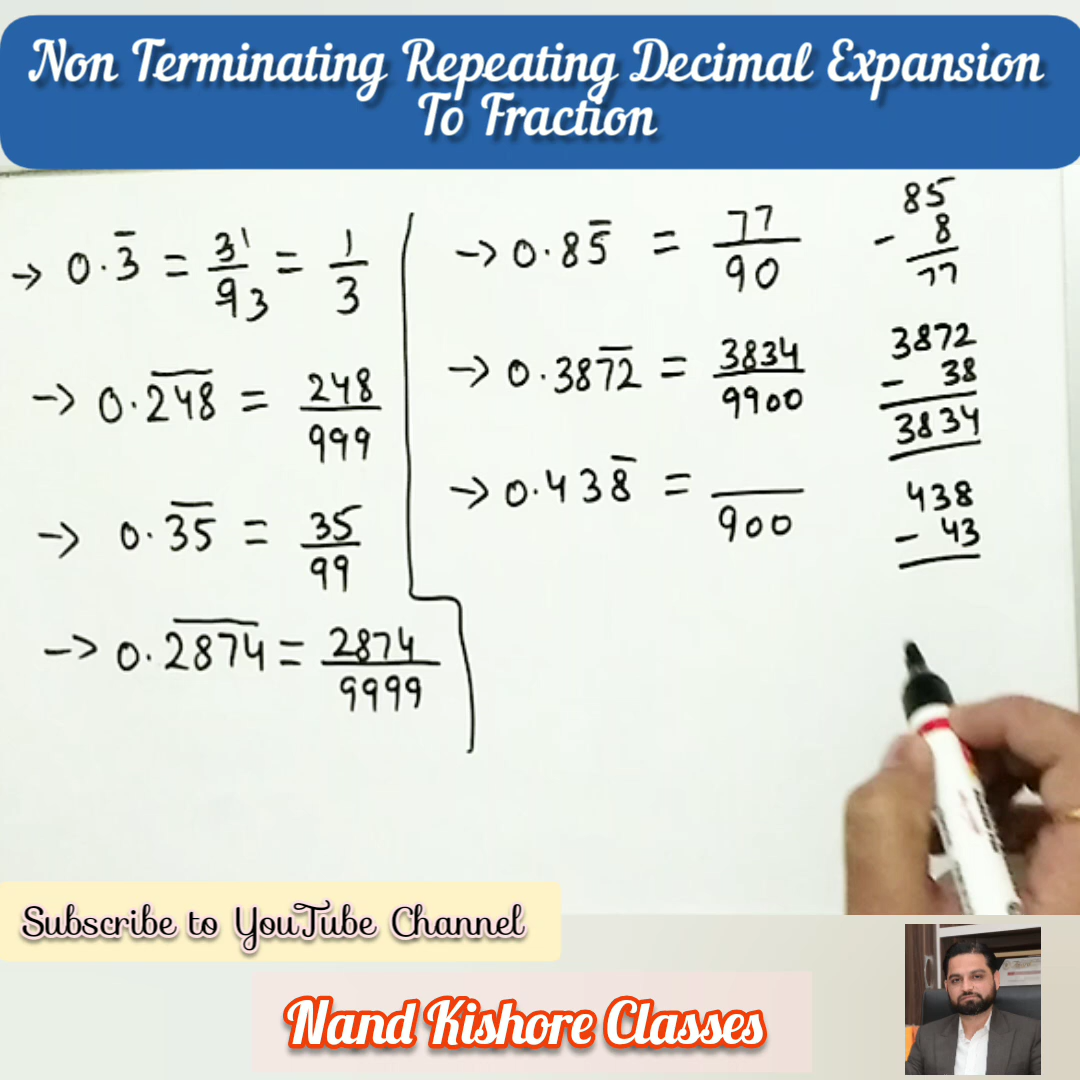 Non Terminating Repeating Decimal Expansion
To Fraction
→ 0.3̅ = 3 1/9 3 = 1/3
→ 0.2̅4̅8̅ = 248/999
→ 0.3̅5̅ = 35/99
→ 0.2̅8̅7̅4̅ = 2874/9999
→ 0.85̅ = 77/90
→ 0.387̅2̅ = 3834/9900
→ 0.438̅ = /900
85
- 8
77
3872
- 38
3834
438
- 43
Subscribe to YouTube Channel
Nand Kishore Classes